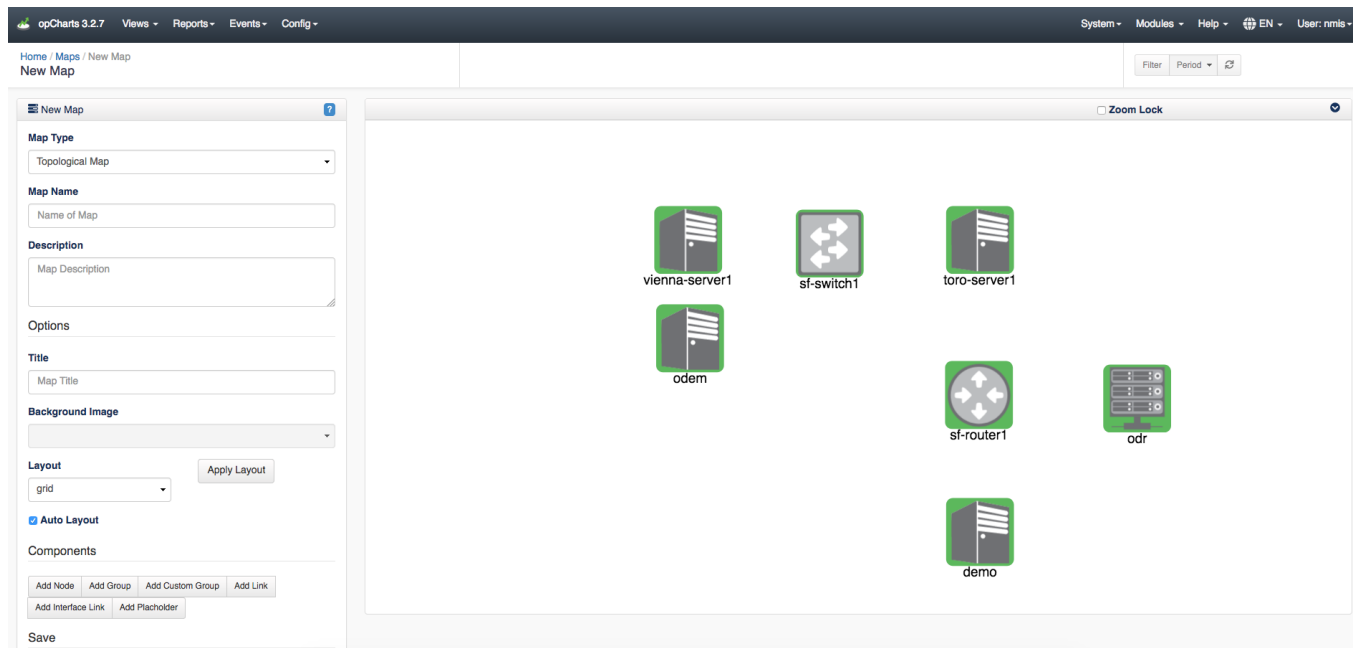 opCharts 3.2.7 Views Reports Events Config System Modules Help EN User: nmis
Home / Maps / New Map
New Map
Filter Period
New Map ?
Zoom Lock
Map Type
Topological Map
Map Name
Name of Map
Description
Map Description
Options
Title
Map Title
Background Image
Layout
Apply Layout
grid
Auto Layout
Components
Add Node Add Group Add Custom Group Add Link
Add Interface Link Add Placholder
Save
vienna-server1
sf-switch1
toro-server1
odem
sf-router1
odr
demo